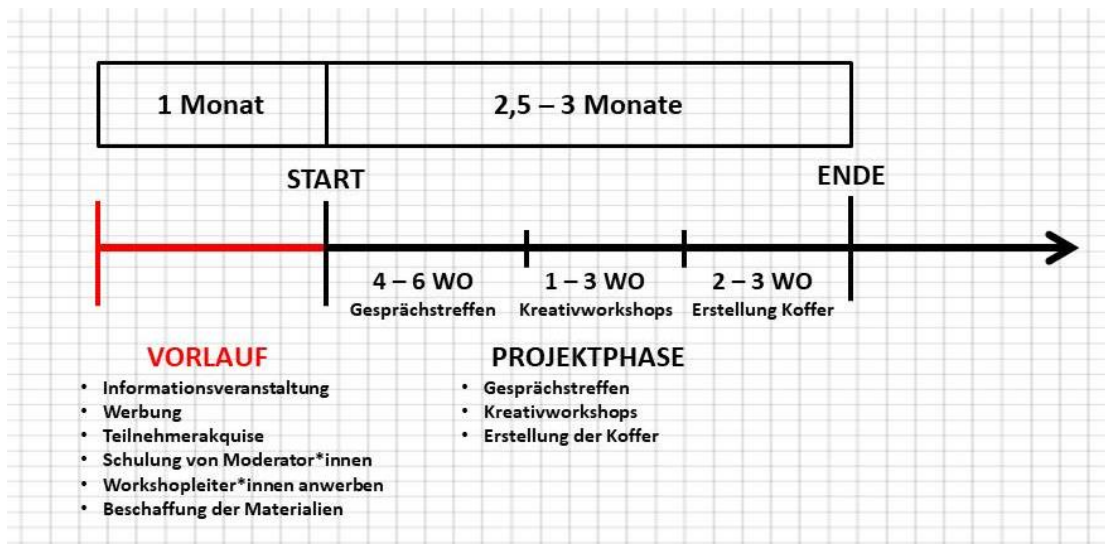 1 Monat
2,5 – 3 Monate
START
ENDE
4 – 6 WO
Gesprächstreffen
1 – 3 WO
Kreativworkshops
2 – 3 WO
Erstellung Koffer
VORLAUF
• Informationsveranstaltung
• Werbung
• Teilnehmerakquise
• Schulung von Moderator*innen
• Workshopleiter*innen anwerben
• Beschaffung der Materialien
PROJEKTPHASE
• Gesprächstreffen
• Kreativworkshops
• Erstellung der Koffer